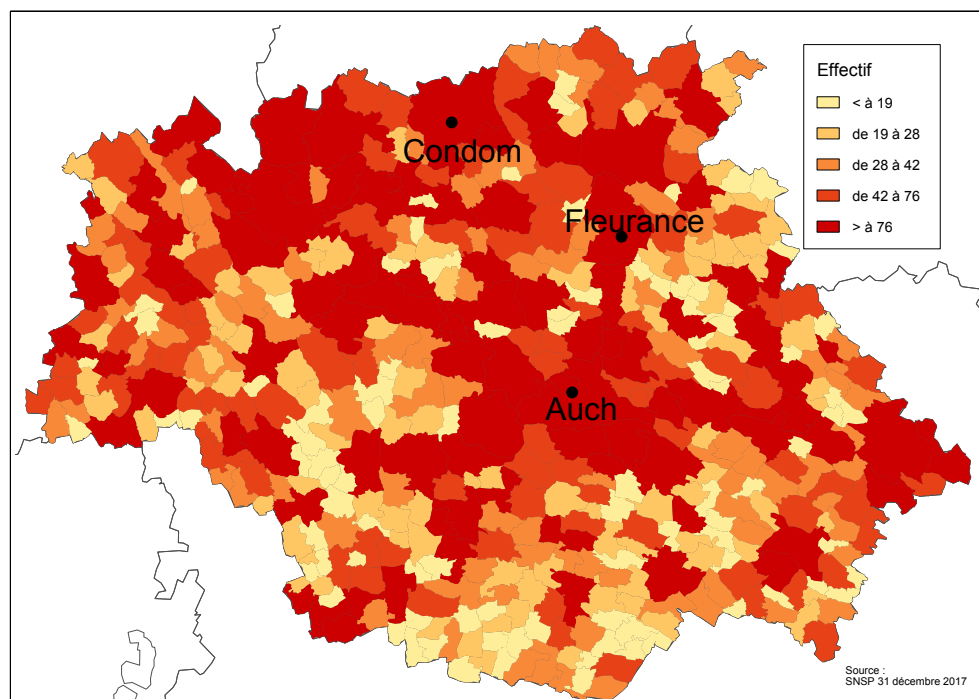 Effectif
< à 19
de 19 à 28
de 28 à 42
de 42 à 76
> à 76
Condom
Fleurance
Auch
Source :
SNSP 31 décembre 2017